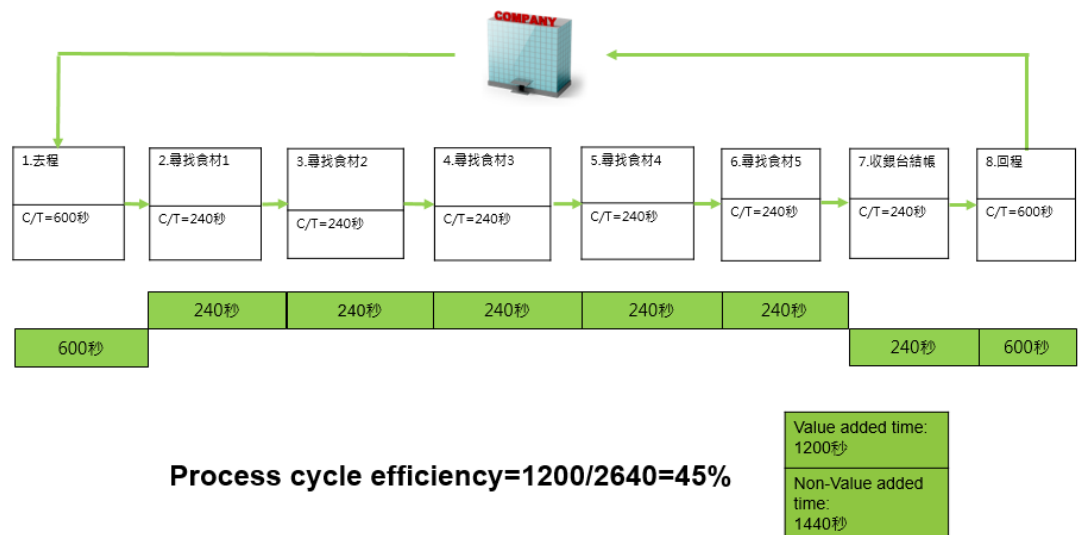 COMPANY
1.去程
C/T=600秒
2.尋找食材1
C/T=240秒
3.尋找食材2
C/T=240秒
4.尋找食材3
C/T=240秒
5.尋找食材4
C/T=240秒
6.尋找食材5
C/T=240秒
7.收銀台結帳
C/T=240秒
8.回程
C/T=600秒
240秒
240秒
240秒
240秒
240秒
600秒
240秒
600秒
Process cycle efficiency=1200/2640=45%
Value added time:
1200秒
Non-Value added
time:
1440秒